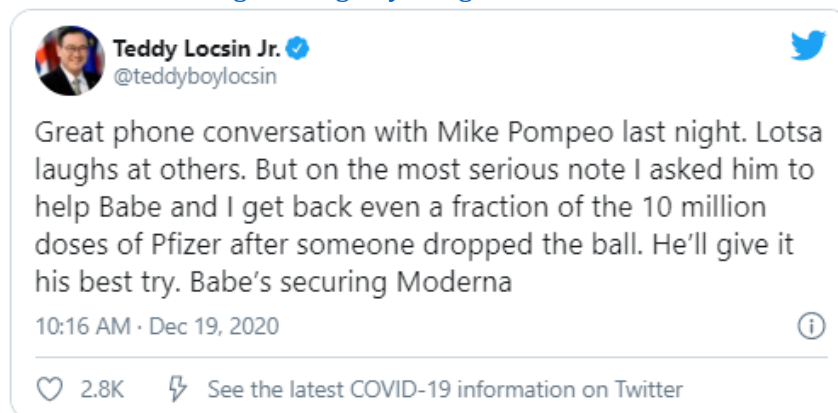 Teddy Locsin Jr.
@teddyboylocsin
Great phone conversation with Mike Pompeo last night. Lotsa
laughs at others. But on the most serious note I asked him to
help Babe and I get back even a fraction of the 10 million
doses of Pfizer after someone dropped the ball. He’ll give it
his best try. Babe’s securing Moderna
10:16 AM · Dec 19, 2020
2.8K See the latest COVID-19 information on Twitter